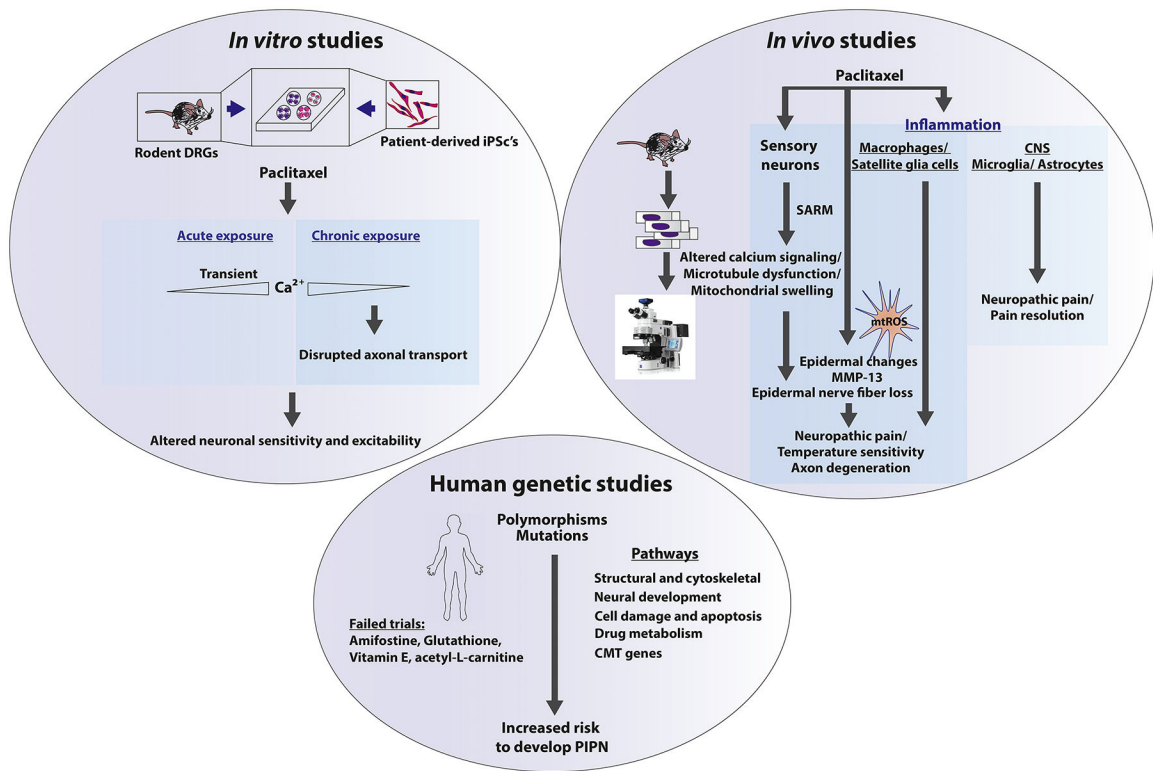 In vitro studies
Rodent DRGs
Patient-derived iPSc's
Paclitaxel
Acute exposure
Chronic exposure
Transient
Ca²⁺
Disrupted axonal transport
Altered neuronal sensitivity and excitability
In vivo studies
Paclitaxel
Inflammation
Sensory
neurons
Macrophages/
Satellite glia cells
CNS
Microglia/ Astrocytes
SARM
Altered calcium signaling/
Microtubule dysfunction/
Mitochondrial swelling
mtROS
Neuropathic pain/
Pain resolution
Epidermal changes
MMP-13
Epidermal nerve fiber loss
Neuropathic pain/
Temperature sensitivity
Axon degeneration
Human genetic studies
Polymorphisms
Mutations
Pathways
Structural and cytoskeletal
Neural development
Cell damage and apoptosis
Drug metabolism
CMT genes
Failed trials:
Amifostine, Glutathione,
Vitamin E, acetyl-L-carnitine
Increased risk
to develop PIPN